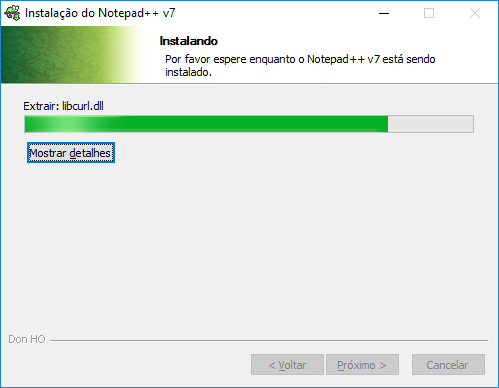 Instalação do Notepad++ v7
Instalando
Por favor espere enquanto o Notepad++ v7 está sendo
instalado.
Extrair: libcurl.dll
Mostrar detalhes
Don HO
< Voltar
Próximo >
Cancelar